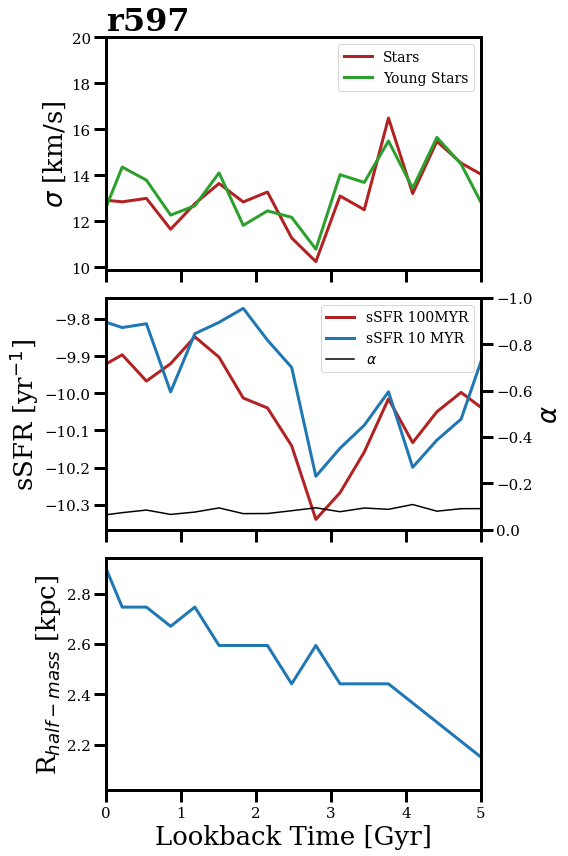 r597
20
18
16
14
12
10
σ [km/s]
Stars
Young Stars
−9.8
−9.9
−10.0
−10.1
−10.2
−10.3
sSFR [yr⁻¹]
sSFR 100MYR
sSFR 10 MYR
α
−1.0
−0.8
−0.6
−0.4
−0.2
0.0
α
2.8
2.6
2.4
2.2
R_{half−mass} [kpc]
0 1 2 3 4 5
Lookback Time [Gyr]